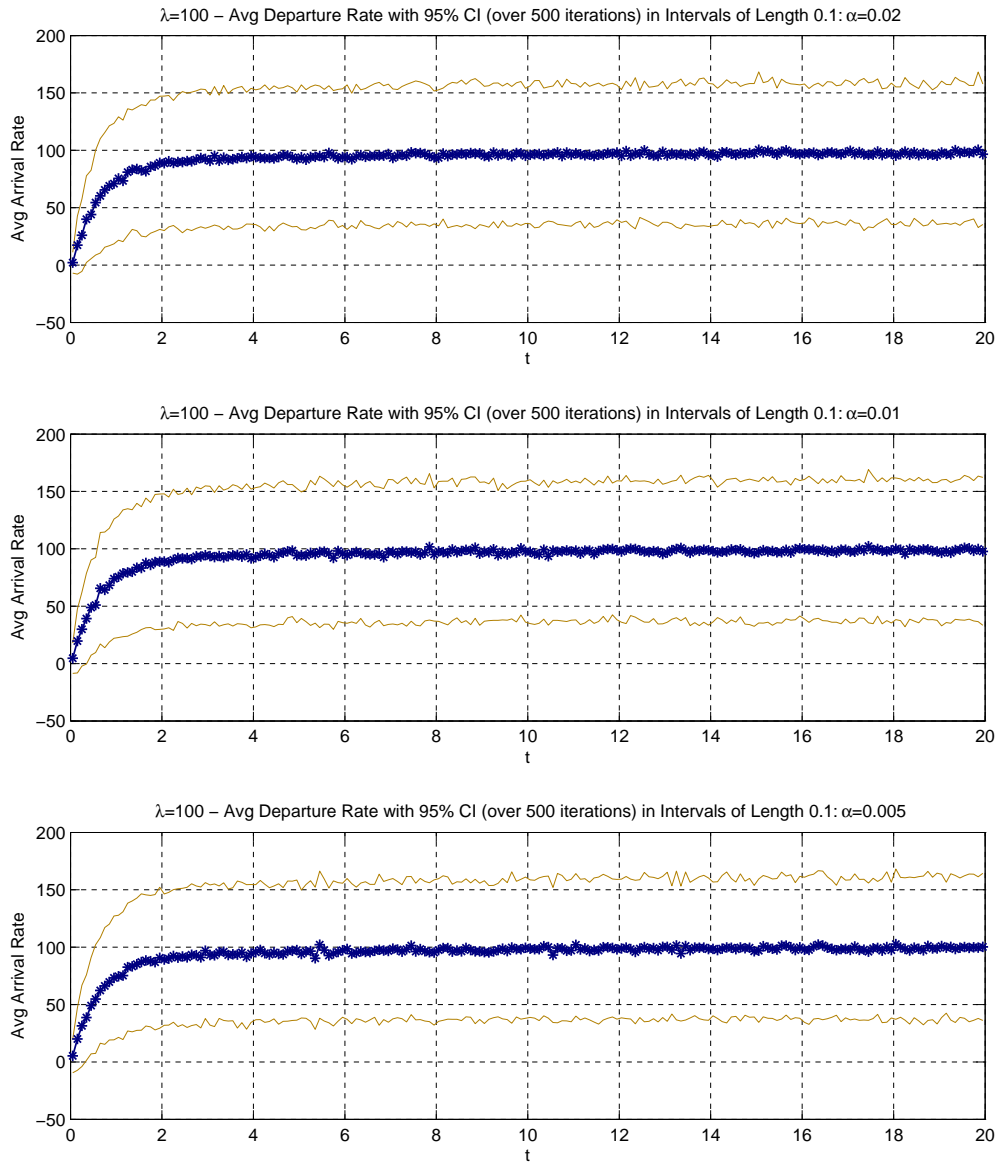 λ=100 − Avg Departure Rate with 95% CI (over 500 iterations) in Intervals of Length 0.1: α=0.02
200
150
100
50
0
−50
Avg Arrival Rate
0 2 4 6 8 10 12 14 16 18 20
t
λ=100 − Avg Departure Rate with 95% CI (over 500 iterations) in Intervals of Length 0.1: α=0.01
200
150
100
50
0
−50
Avg Arrival Rate
0 2 4 6 8 10 12 14 16 18 20
t
λ=100 − Avg Departure Rate with 95% CI (over 500 iterations) in Intervals of Length 0.1: α=0.005
200
150
100
50
0
−50
Avg Arrival Rate
0 2 4 6 8 10 12 14 16 18 20
t